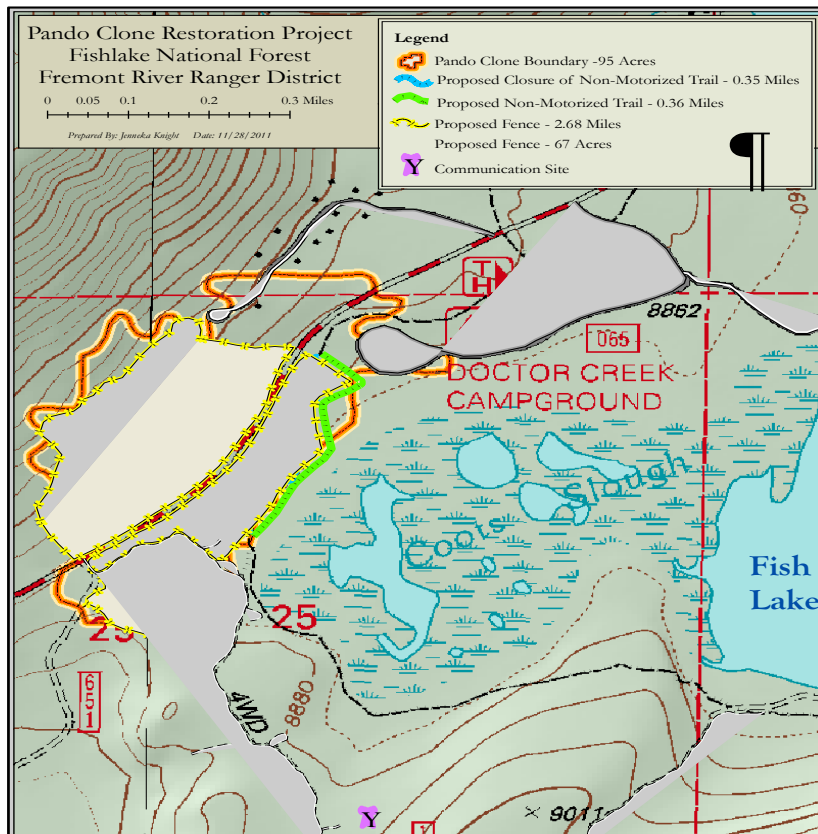 Pando Clone Restoration Project
Fishlake National Forest
Fremont River Ranger District
0 0.05 0.1 0.2 0.3 Miles
Prepared By: Jenneka Knight Date: 11/28/2011
Legend
Pando Clone Boundary -95 Acres
Proposed Closure of Non-Motorized Trail - 0.35 Miles
Proposed Non-Motorized Trail - 0.36 Miles
Proposed Fence - 2.68 Miles
Proposed Fence - 67 Acres
Y Communication Site
¶
T
H
8862
065
DOCTOR CREEK
CAMPGROUND
Coots Slough
Fish
Lake
25
25
651
4WD
8880
Y
9011